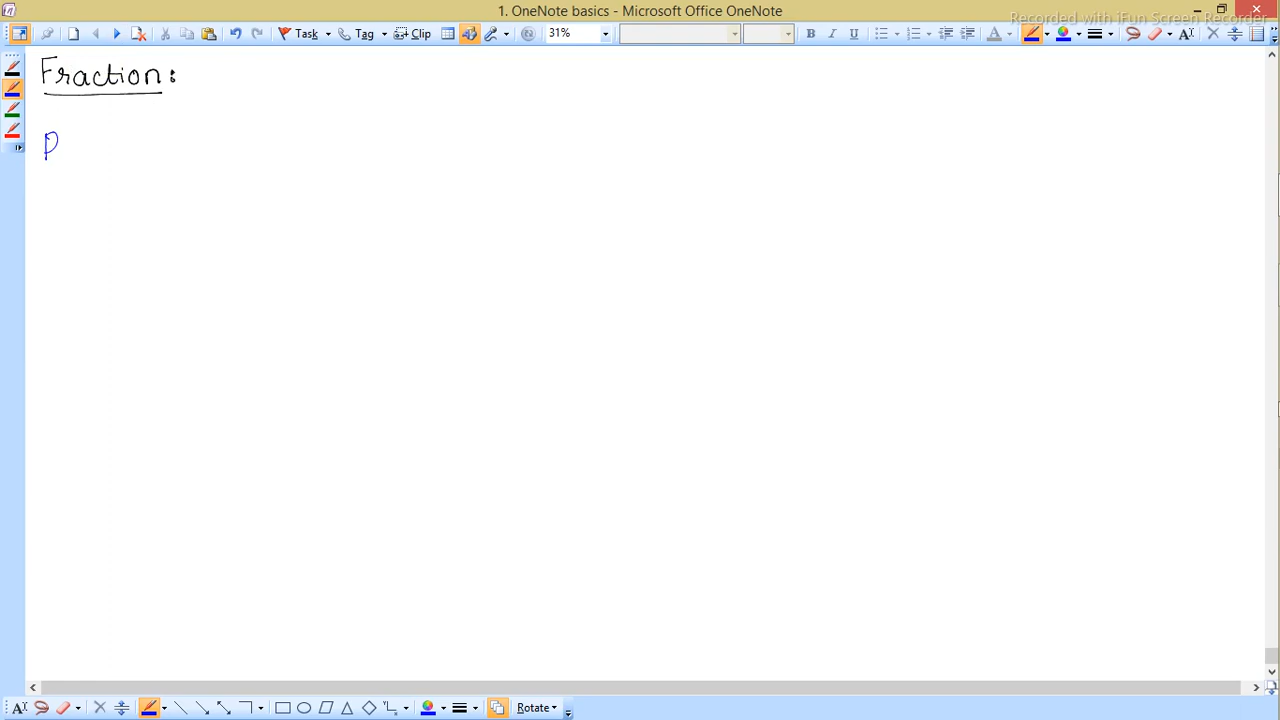 1. OneNote basics - Microsoft Office OneNote
Recorded with iFun Screen Recorder
Task Tag Clip 31% B I U A A
Fraction:
P
A Rotate